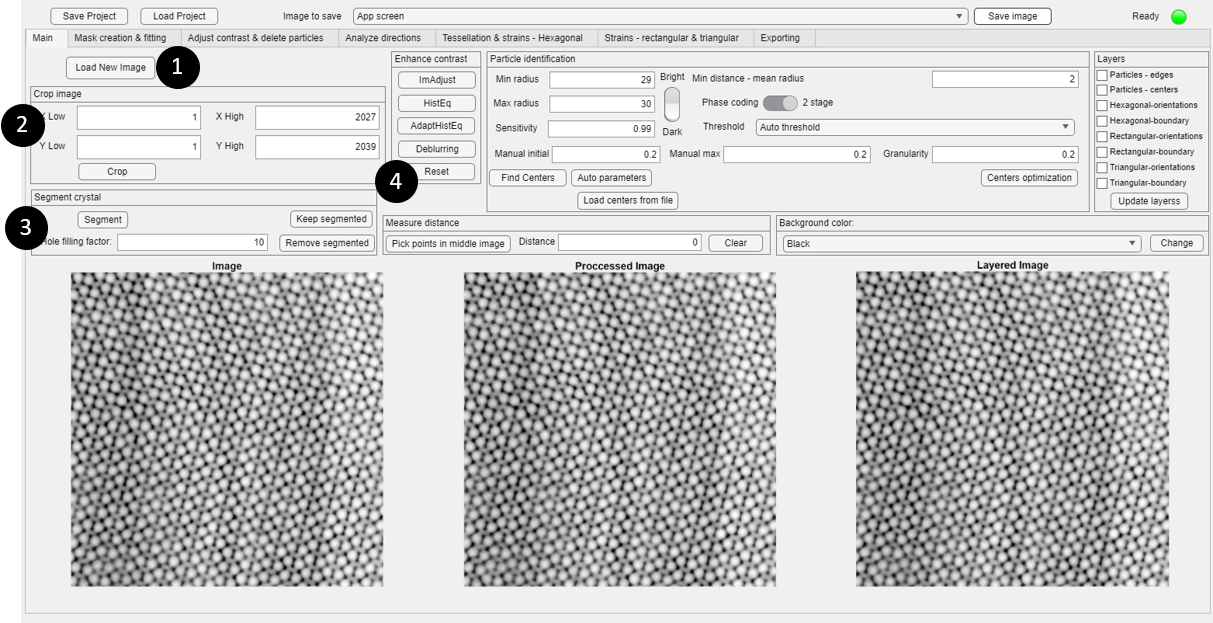 Save Project Load Project Image to save App screen Save image Ready
Main Mask creation & fitting Adjust contrast & delete particles Analyze directions Tessellation & strains - Hexagonal Strains - rectangular & triangular Exporting
Load New Image 1
Crop image
2
X Low 1 X High 2027
Y Low 1 Y High 2039
Crop
Segment crystal
3
Segment Keep segmented
Hole filling factor: 10 Remove segmented
Enhance contrast
ImAdjust
HistEq
AdaptHistEq
Deblurring
4 Reset
Particle identification
Min radius 29 Bright Min distance - mean radius 2
Max radius 30 Phase coding 2 stage
Sensitivity 0.99 Dark Threshold Auto threshold
Manual initial 0.2 Manual max 0.2 Granularity 0.2
Find Centers Auto parameters Centers optimization
Load centers from file
Layers
Particles - edges
Particles - centers
Hexagonal-orientations
Hexagonal-boundary
Rectangular-orientations
Rectangular-boundary
Triangular-orientations
Triangular-boundary
Update layerss
Measure distance
Pick points in middle image Distance 0 Clear
Background color:
Black Change
Image Proccessed Image Layered Image